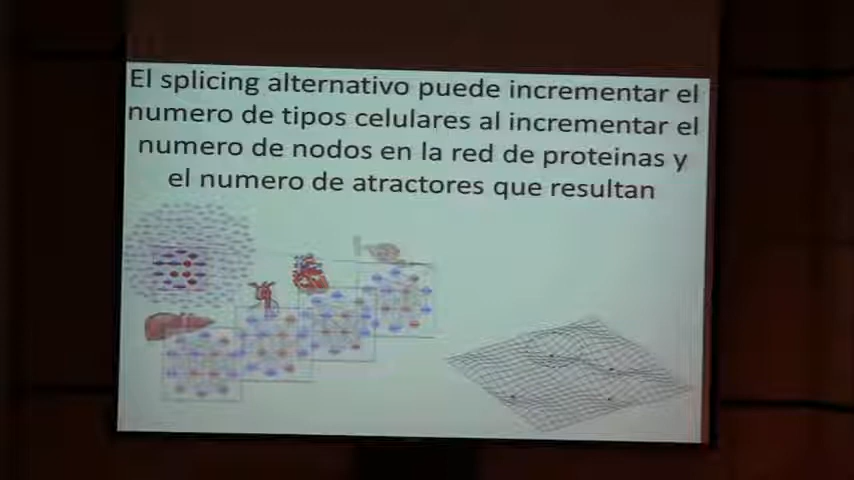 El splicing alternativo puede incrementar el
numero de tipos celulares al incrementar el
numero de nodos en la red de proteinas y
el numero de atractores que resultan